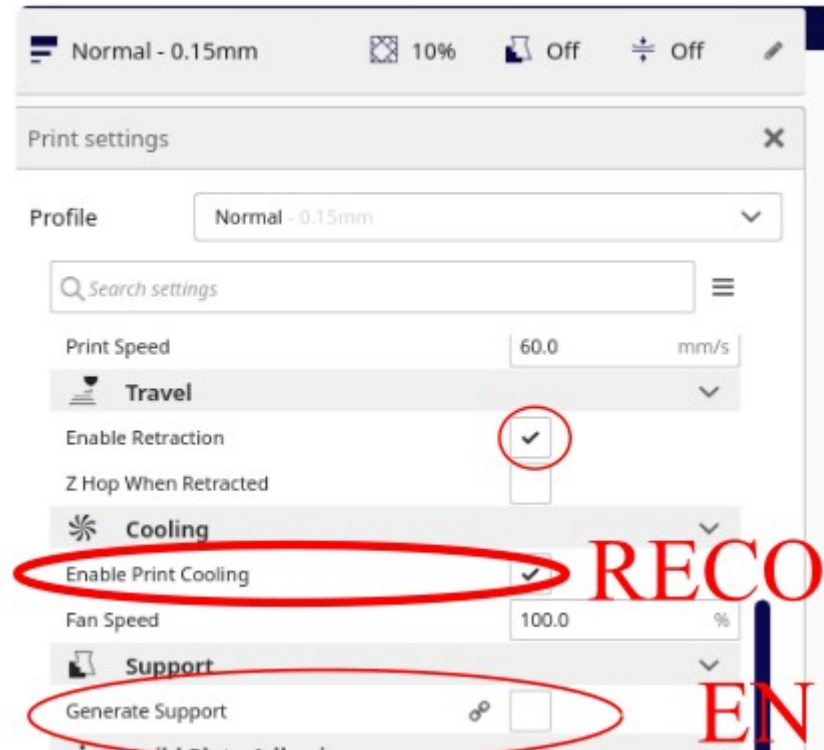 Normal - 0.15mm 10% Off Off
Print settings
Profile Normal - 0.15mm
Search settings
Print Speed 60.0 mm/s
Travel
Enable Retraction
Z Hop When Retracted
Cooling
Enable Print Cooling RECO
Fan Speed 100.0 %
Support
Generate Support EN